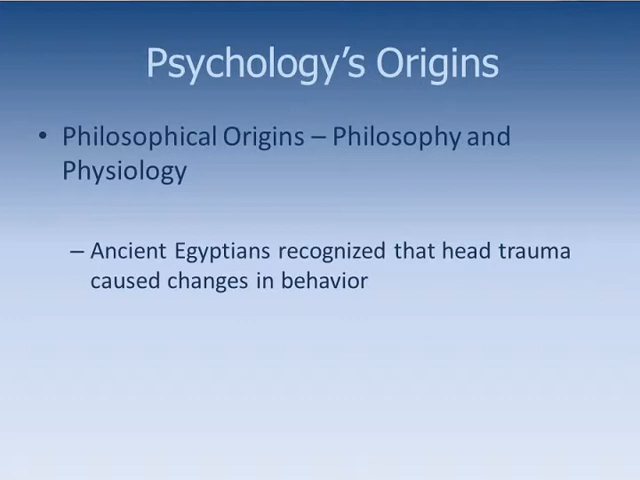 Psychology’s Origins
• Philosophical Origins – Philosophy and
Physiology
– Ancient Egyptians recognized that head trauma
caused changes in behavior